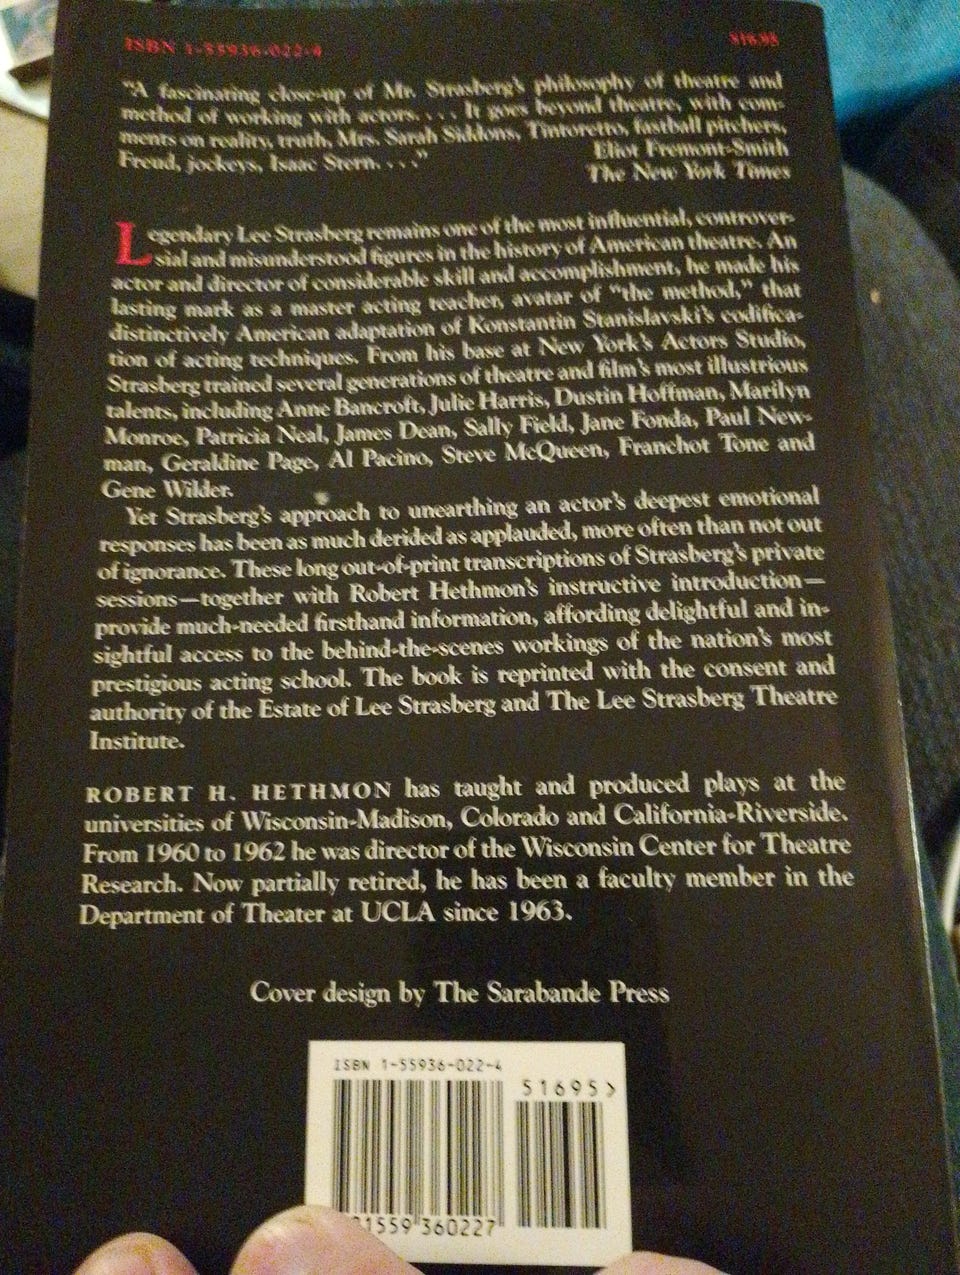 ISBN 1-55936-022-4
$16.95
"A fascinating close-up of Mr. Strasberg's philosophy of theatre and
method of working with actors. . . . It goes beyond theatre, with com-
ments on reality, truth, Mrs. Sarah Siddons, Tintoretto, fastball pitchers,
Freud, jockeys, Isaac Stern. . . ."
Eliot Fremont-Smith
The New York Times
Legendary Lee Strasberg remains one of the most influential, controver-
sial and misunderstood figures in the history of American theatre. An
actor and director of considerable skill and accomplishment, he made his
lasting mark as a master acting teacher, avatar of "the method," that
distinctively American adaptation of Konstantin Stanislavski's codifica-
tion of acting techniques. From his base at New York's Actors Studio,
Strasberg trained several generations of theatre and film's most illustrious
talents, including Anne Bancroft, Julie Harris, Dustin Hoffman, Marilyn
Monroe, Patricia Neal, James Dean, Sally Field, Jane Fonda, Paul New-
man, Geraldine Page, Al Pacino, Steve McQueen, Franchot Tone and
Gene Wilder.
Yet Strasberg's approach to unearthing an actor's deepest emotional
responses has been as much derided as applauded, more often than not out
of ignorance. These long out-of-print transcriptions of Strasberg's private
sessions—together with Robert Hethmon's instructive introduction—
provide much-needed firsthand information, affording delightful and in-
sightful access to the behind-the-scenes workings of the nation's most
prestigious acting school. The book is reprinted with the consent and
authority of the Estate of Lee Strasberg and The Lee Strasberg Theatre
Institute.
ROBERT H. HETHMON has taught and produced plays at the
universities of Wisconsin-Madison, Colorado and California-Riverside.
From 1960 to 1962 he was director of the Wisconsin Center for Theatre
Research. Now partially retired, he has been a faculty member in the
Department of Theater at UCLA since 1963.
Cover design by The Sarabande Press
ISBN 1-55936-022-4
51695>
1559 360227